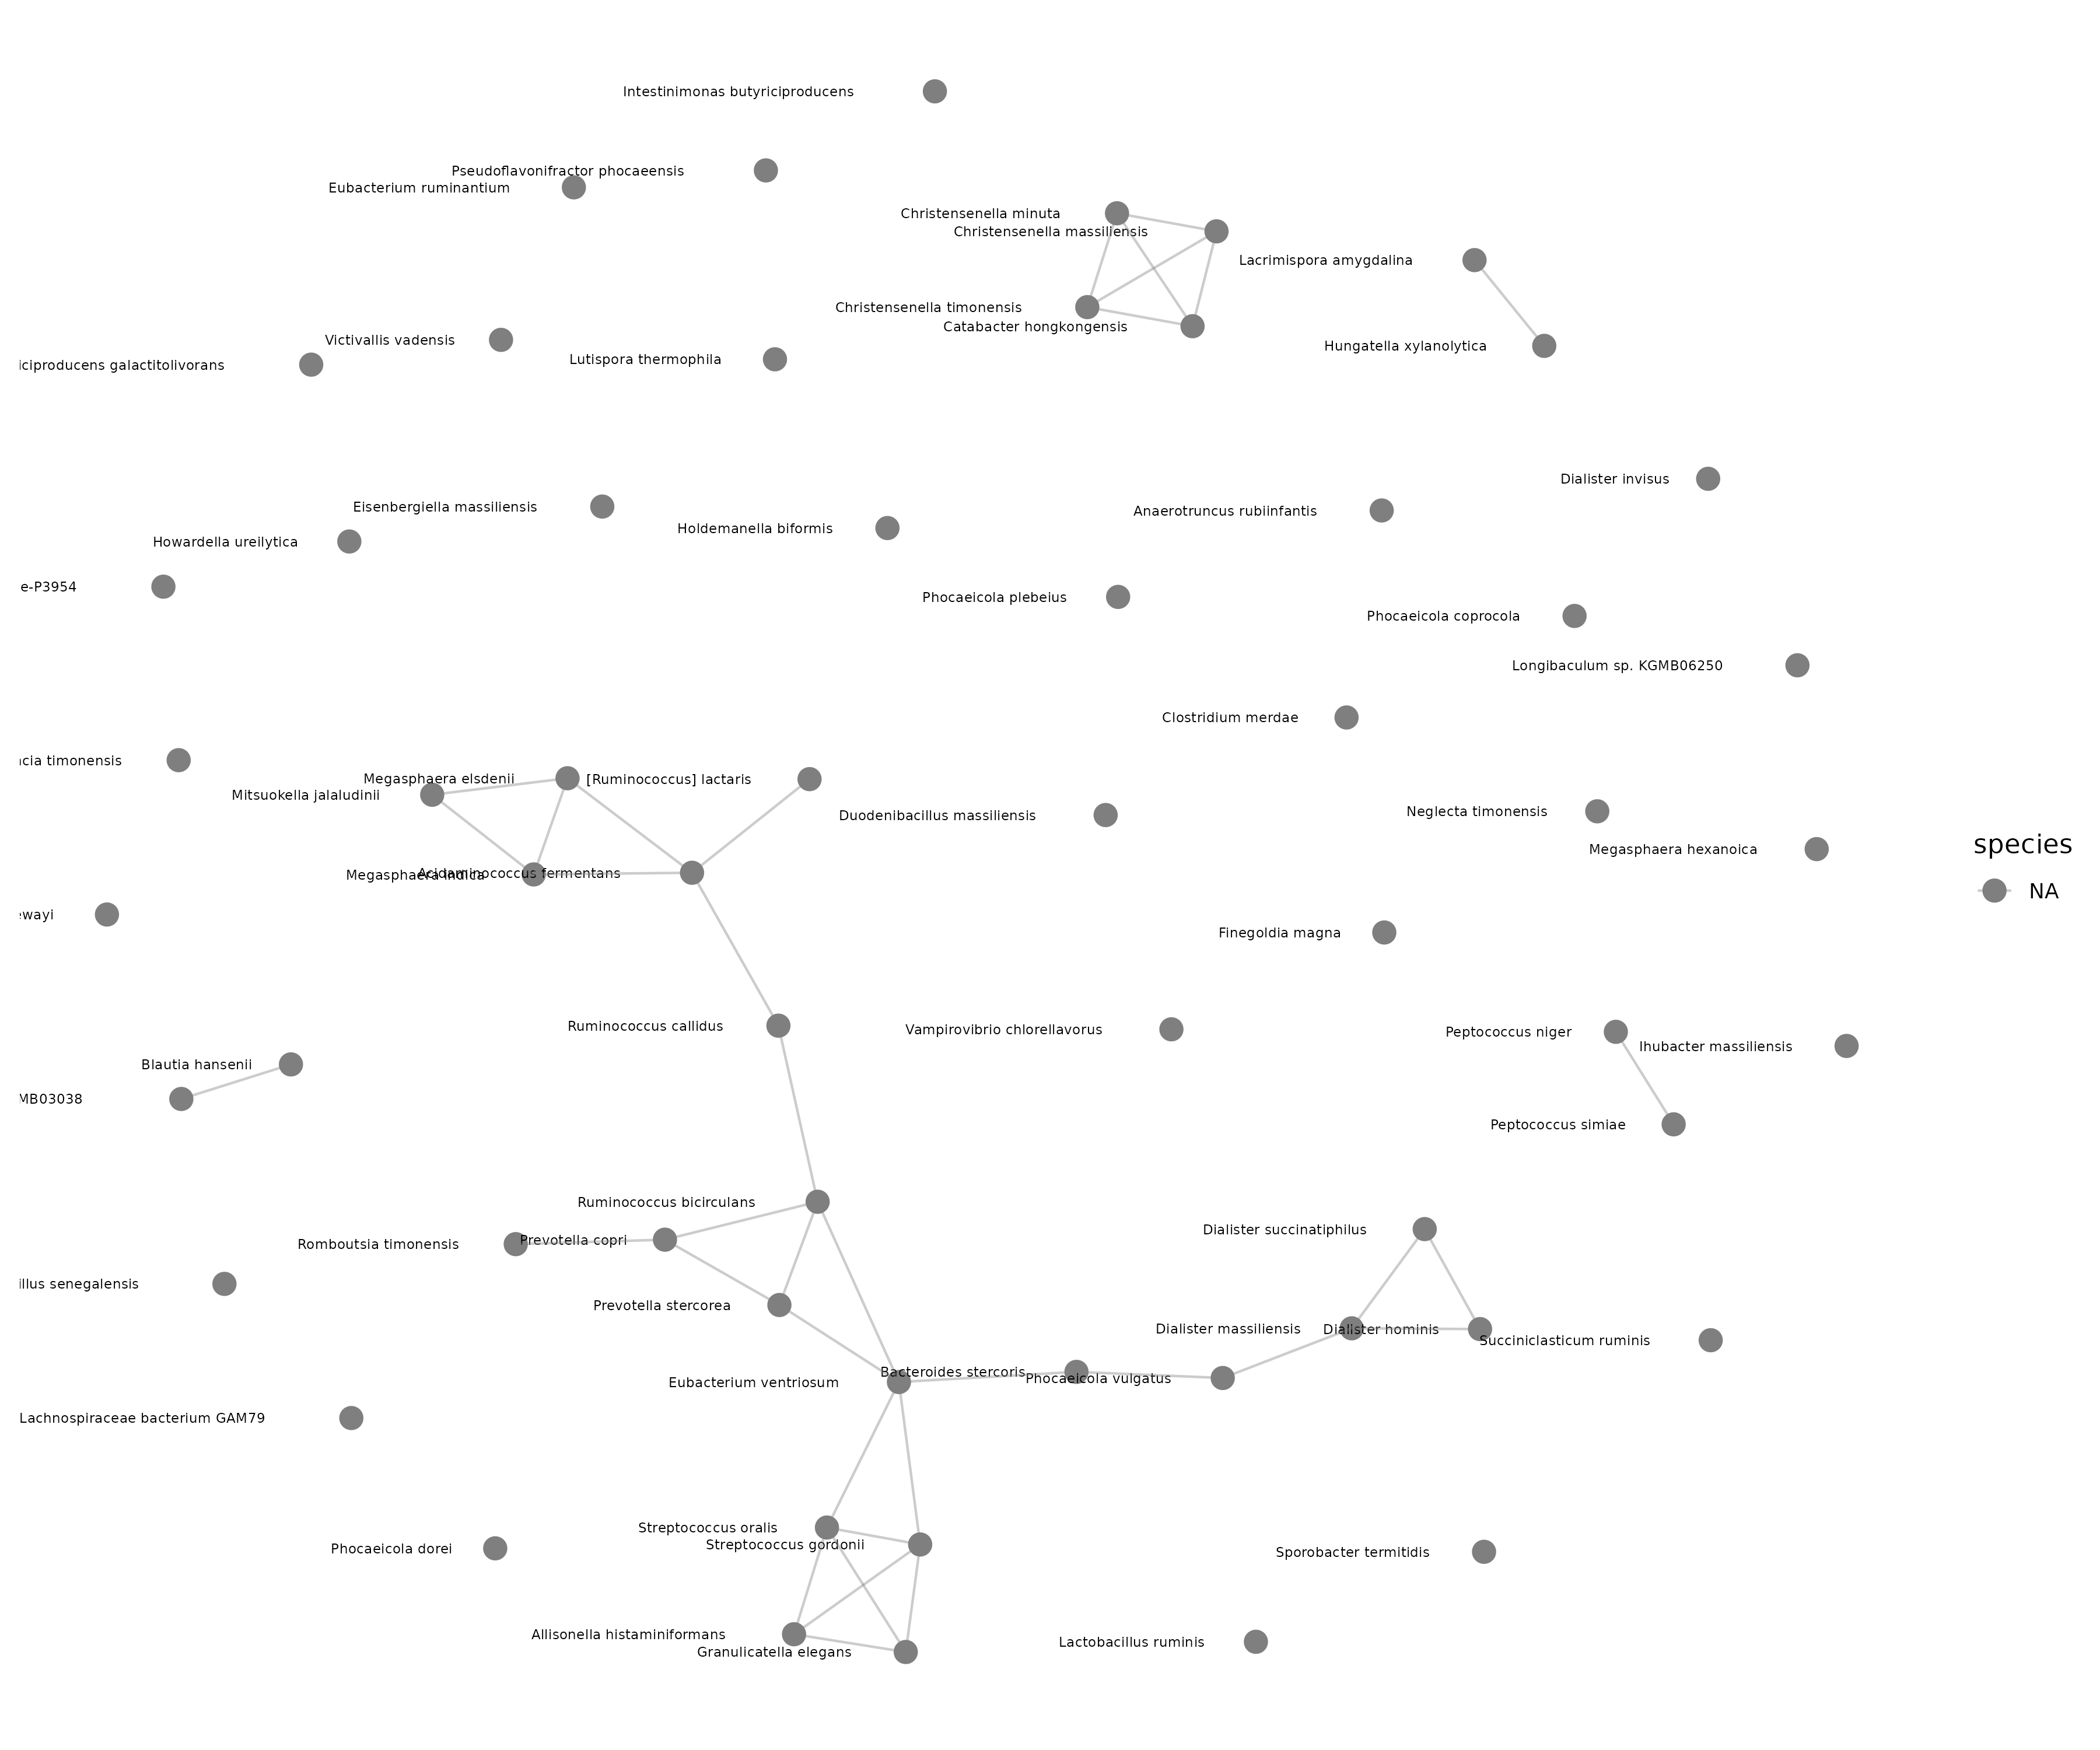 Intestinimonas butyriciproducens
Pseudoflavonifractor phocaeensis
Eubacterium ruminantium
Christensenella minuta
Christensenella massiliensis
Lacrimispora amygdalina
Christensenella timonensis
Catabacter hongkongensis
Victivallis vadensis
Hungatella xylanolytica
Lutispora thermophila
iciproducens galactitolivorans
Dialister invisus
Eisenbergiella massiliensis
Anaerotruncus rubiinfantis
Holdemanella biformis
Howardella ureilytica
e-P3954
Phocaeicola plebeius
Phocaeicola coprocola
Longibaculum sp. KGMB06250
Clostridium merdae
acia timonensis
Megasphaera elsdenii
[Ruminococcus] lactaris
Mitsuokella jalaludinii
Neglecta timonensis
Duodenibacillus massiliensis
species
Megasphaera hexanoica
Acidaminococcus fermentans
Megasphaera indica
NA
ewayi
Finegoldia magna
Ruminococcus callidus
Vampirovibrio chlorellavorus
Peptococcus niger
Ihubacter massiliensis
Blautia hansenii
MB03038
Peptococcus simiae
Ruminococcus bicirculans
Dialister succinatiphilus
Prevotella copri
Romboutsia timonensis
illus senegalensis
Prevotella stercorea
Dialister massiliensis
Dialister hominis
Succiniclasticum ruminis
Bacteroides stercoris
Phocaeicola vulgatus
Eubacterium ventriosum
Lachnospiraceae bacterium GAM79
Streptococcus oralis
Streptococcus gordonii
Phocaeicola dorei
Sporobacter termitidis
Allisonella histaminiformans
Lactobacillus ruminis
Granulicatella elegans